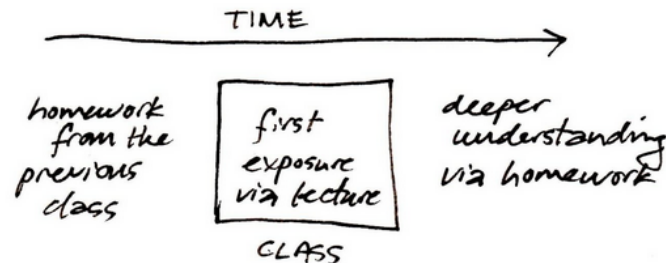 TIME
homework
from the
previous
class
first
exposure
via lecture
CLASS
deeper
understanding
via homework